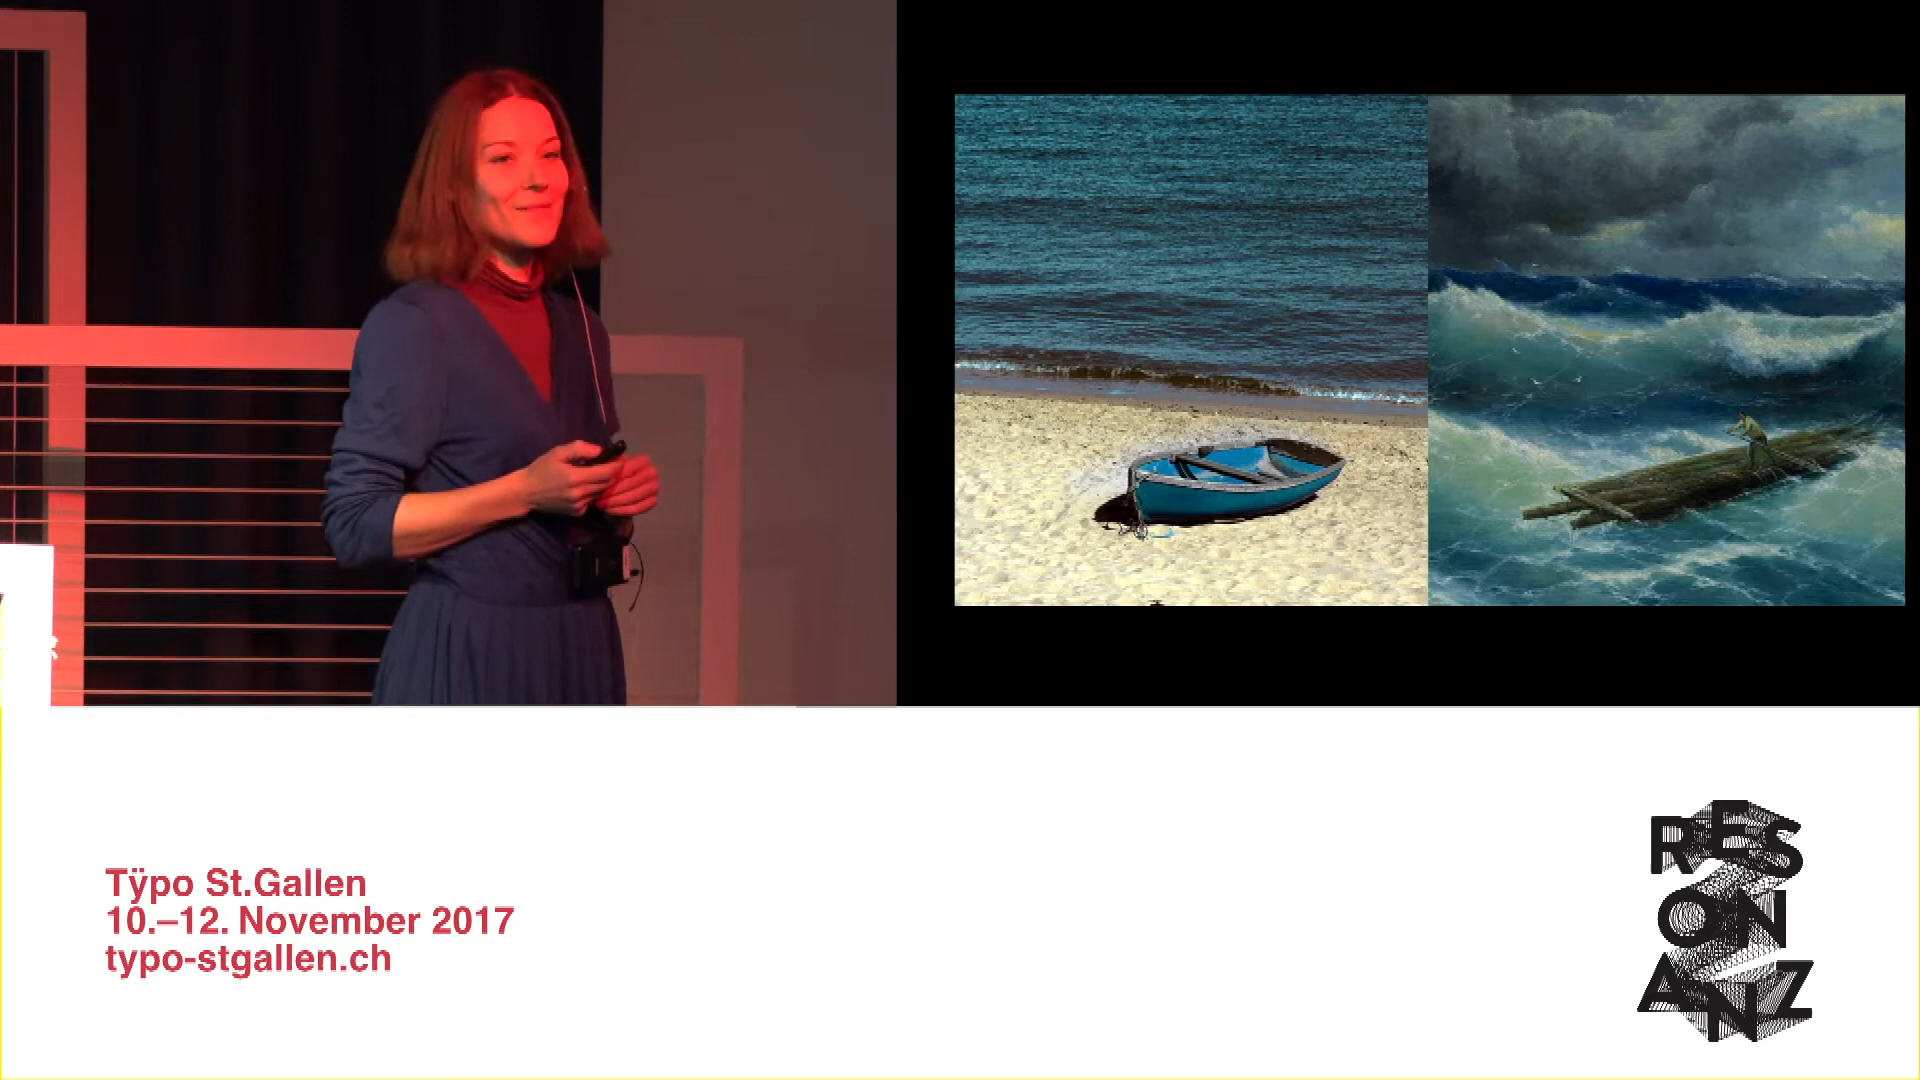 Tÿpo St.Gallen
10.–12. November 2017
typo-stgallen.ch
RES
ON
ANZ